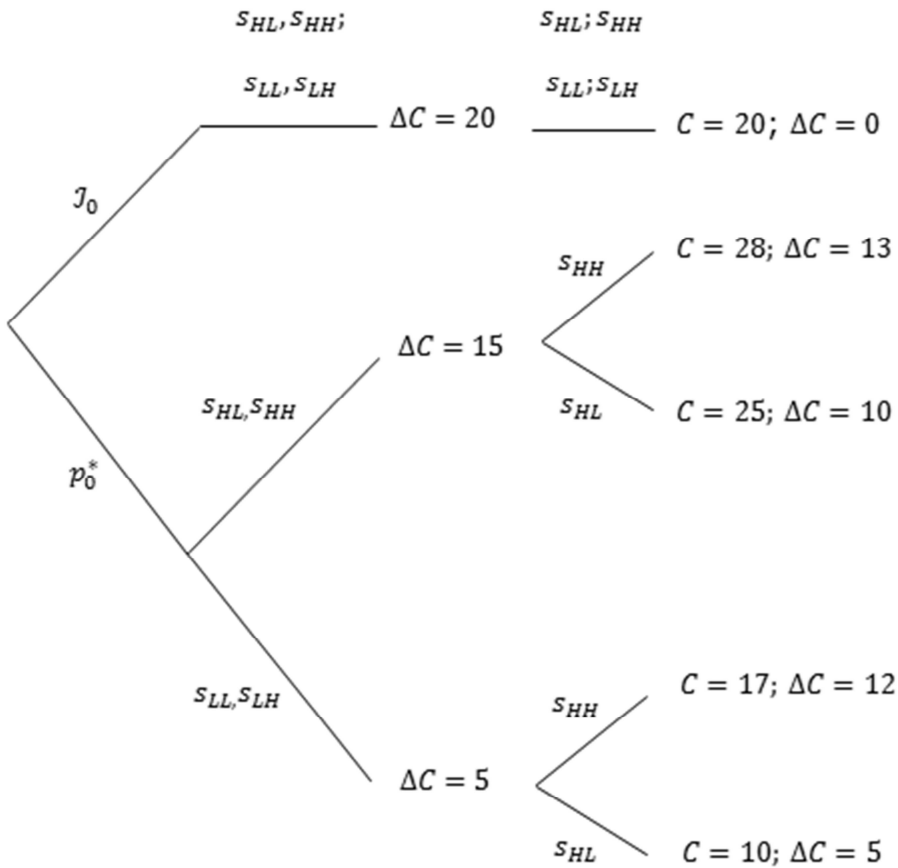 s_HL, s_HH; s_HL; s_HH
s_LL, s_LH s_LL; s_LH
ΔC = 20 C = 20; ΔC = 0
ℐ_0
C = 28; ΔC = 13
s_HH
ΔC = 15
s_HL, s_HH s_HL C = 25; ΔC = 10
p_0^*
s_LL, s_LH s_HH C = 17; ΔC = 12
ΔC = 5
s_HL C = 10; ΔC = 5